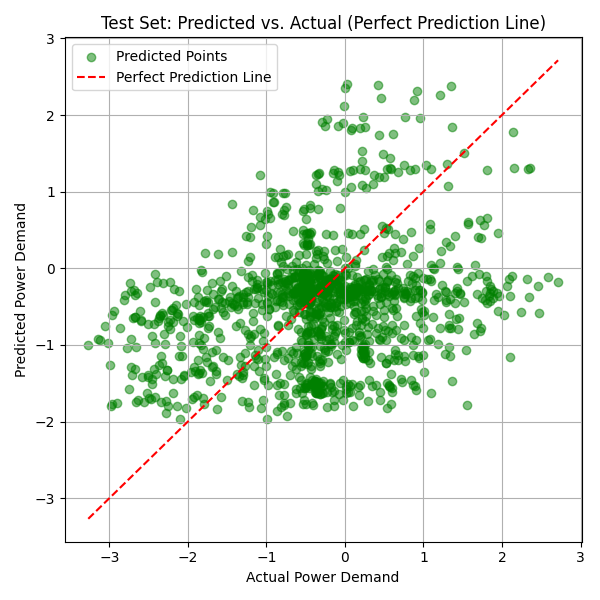 Test Set: Predicted vs. Actual (Perfect Prediction Line)
Predicted Points
Perfect Prediction Line
3
2
1
0
−1
−2
−3
Predicted Power Demand
−3 −2 −1 0 1 2 3
Actual Power Demand